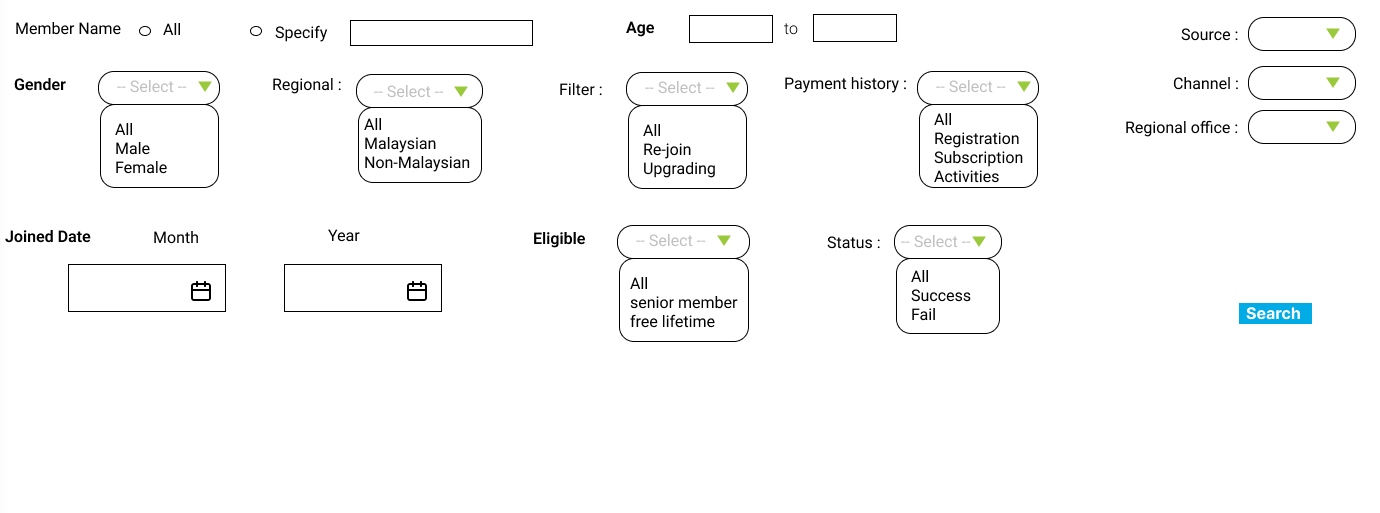 Member Name All Specify Age to Source :
Gender -- Select -- Regional : -- Select -- Filter : -- Select -- Payment history : -- Select -- Channel :
All
Male
Female
All
Malaysian
Non-Malaysian
All
Re-join
Upgrading
All
Registration
Subscription
Activities
Regional office :
Joined Date Month Year Eligible -- Select -- Status : -- Select --
All
senior member
free lifetime
All
Success
Fail
Search